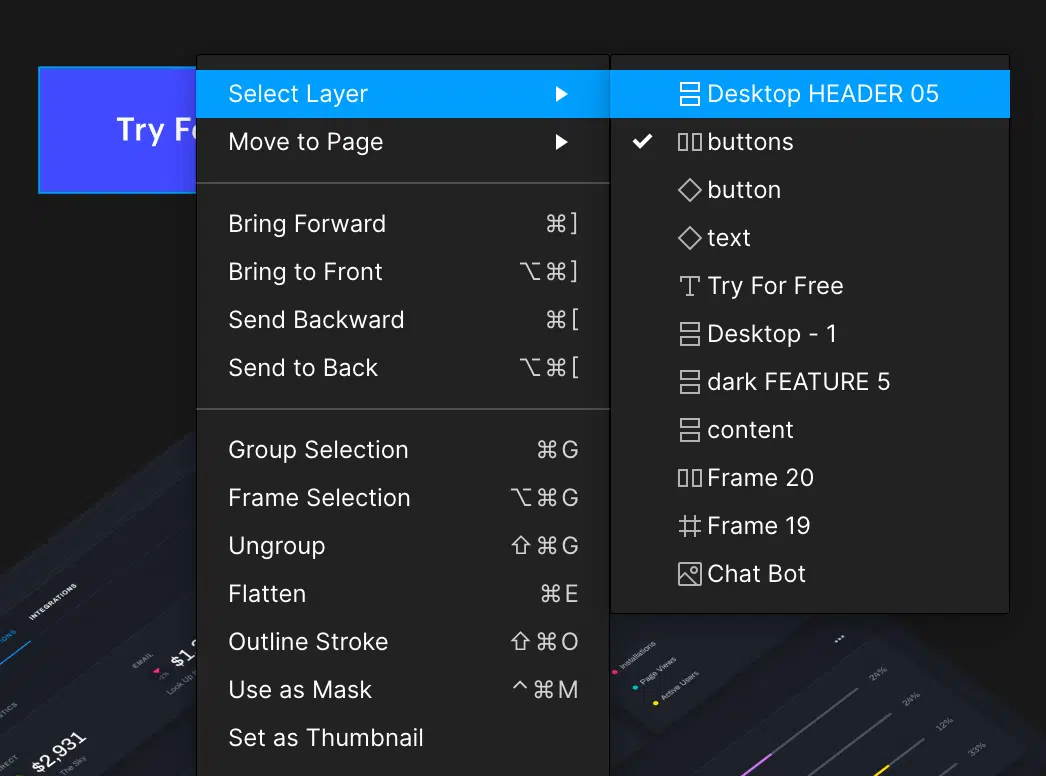 Try Fo
Select Layer
Move to Page
Bring Forward ⌘]
Bring to Front ⌥⌘]
Send Backward ⌘[
Send to Back ⌥⌘[
Group Selection ⌘G
Frame Selection ⌥⌘G
Ungroup ⇧⌘G
Flatten ⌘E
Outline Stroke ⇧⌘O
Use as Mask ^⌘M
Set as Thumbnail
Desktop HEADER 05
buttons
button
text
Try For Free
Desktop - 1
dark FEATURE 5
content
Frame 20
Frame 19
Chat Bot
INTEGRATIONS
EMAIL
Look Up
$2,931
The Sky
Installations
Page Views
Active Users
24%
24%
12%
33%